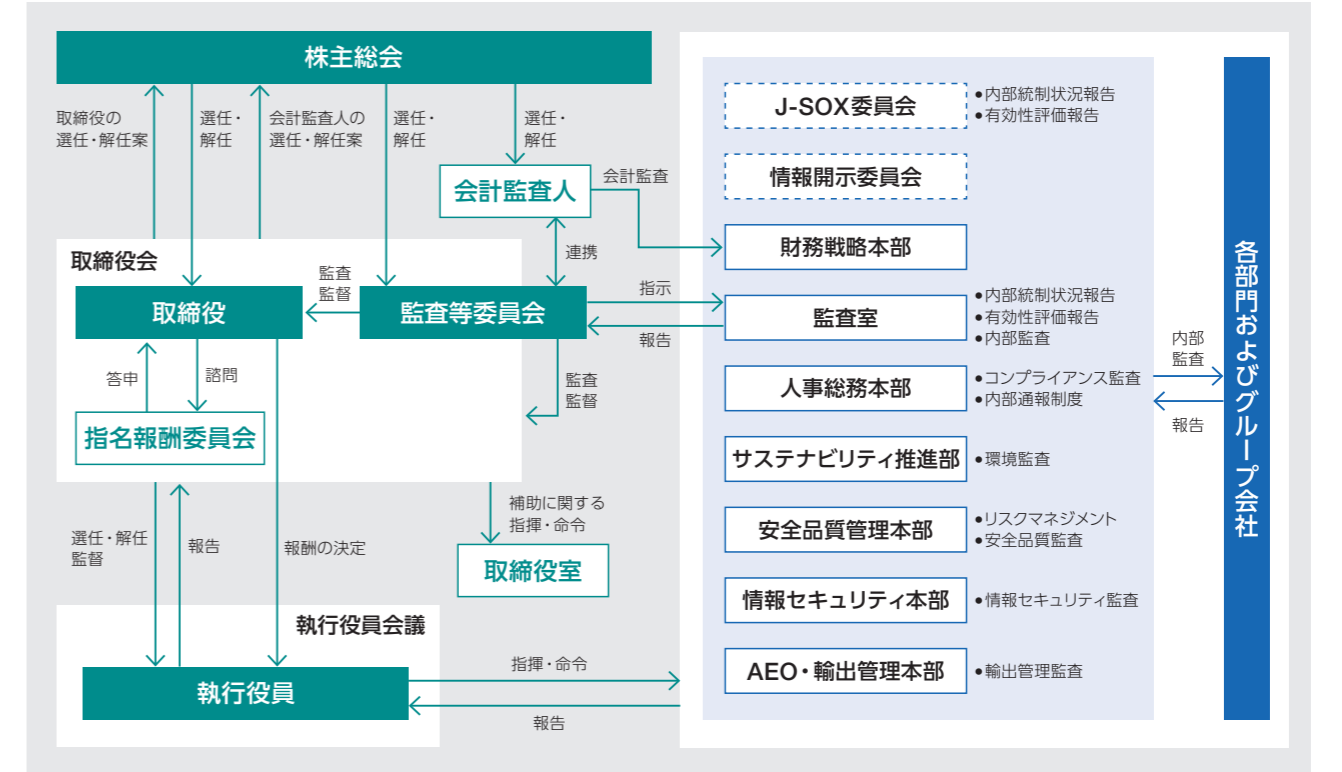 株主総会
取締役の
選任・解任案
選任・
解任
会計監査人の
選任・解任案
選任・
解任
選任・
解任
会計監査人
会計監査
連携
取締役会
取締役
監査
監督
監査等委員会
指示
報告
答申
諮問
監査
監督
指名報酬委員会
補助に関する
指揮・命令
取締役室
選任・解任
監督
報告
報酬の決定
執行役員会議
執行役員
指揮・命令
報告
J-SOX委員会
●内部統制状況報告
●有効性評価報告
情報開示委員会
財務戦略本部
監査室
●内部統制状況報告
●有効性評価報告
●内部監査
人事総務本部
●コンプライアンス監査
●内部通報制度
サステナビリティ推進部
●環境監査
安全品質管理本部
●リスクマネジメント
●安全品質監査
情報セキュリティ本部
●情報セキュリティ監査
AEO・輸出管理本部
●輸出管理監査
内部
監査
報告
各部門およびグループ会社